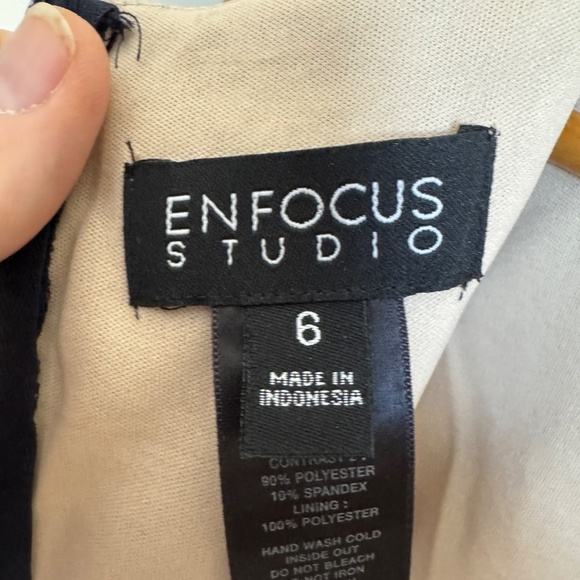 ENFOCUS
STUDIO
6
MADE IN
INDONESIA
CONTRAST
90% POLYESTER
10% SPANDEX
LINING :
100% POLYESTER
HAND WASH COLD
INSIDE OUT
DO NOT BLEACH
NOT IRON